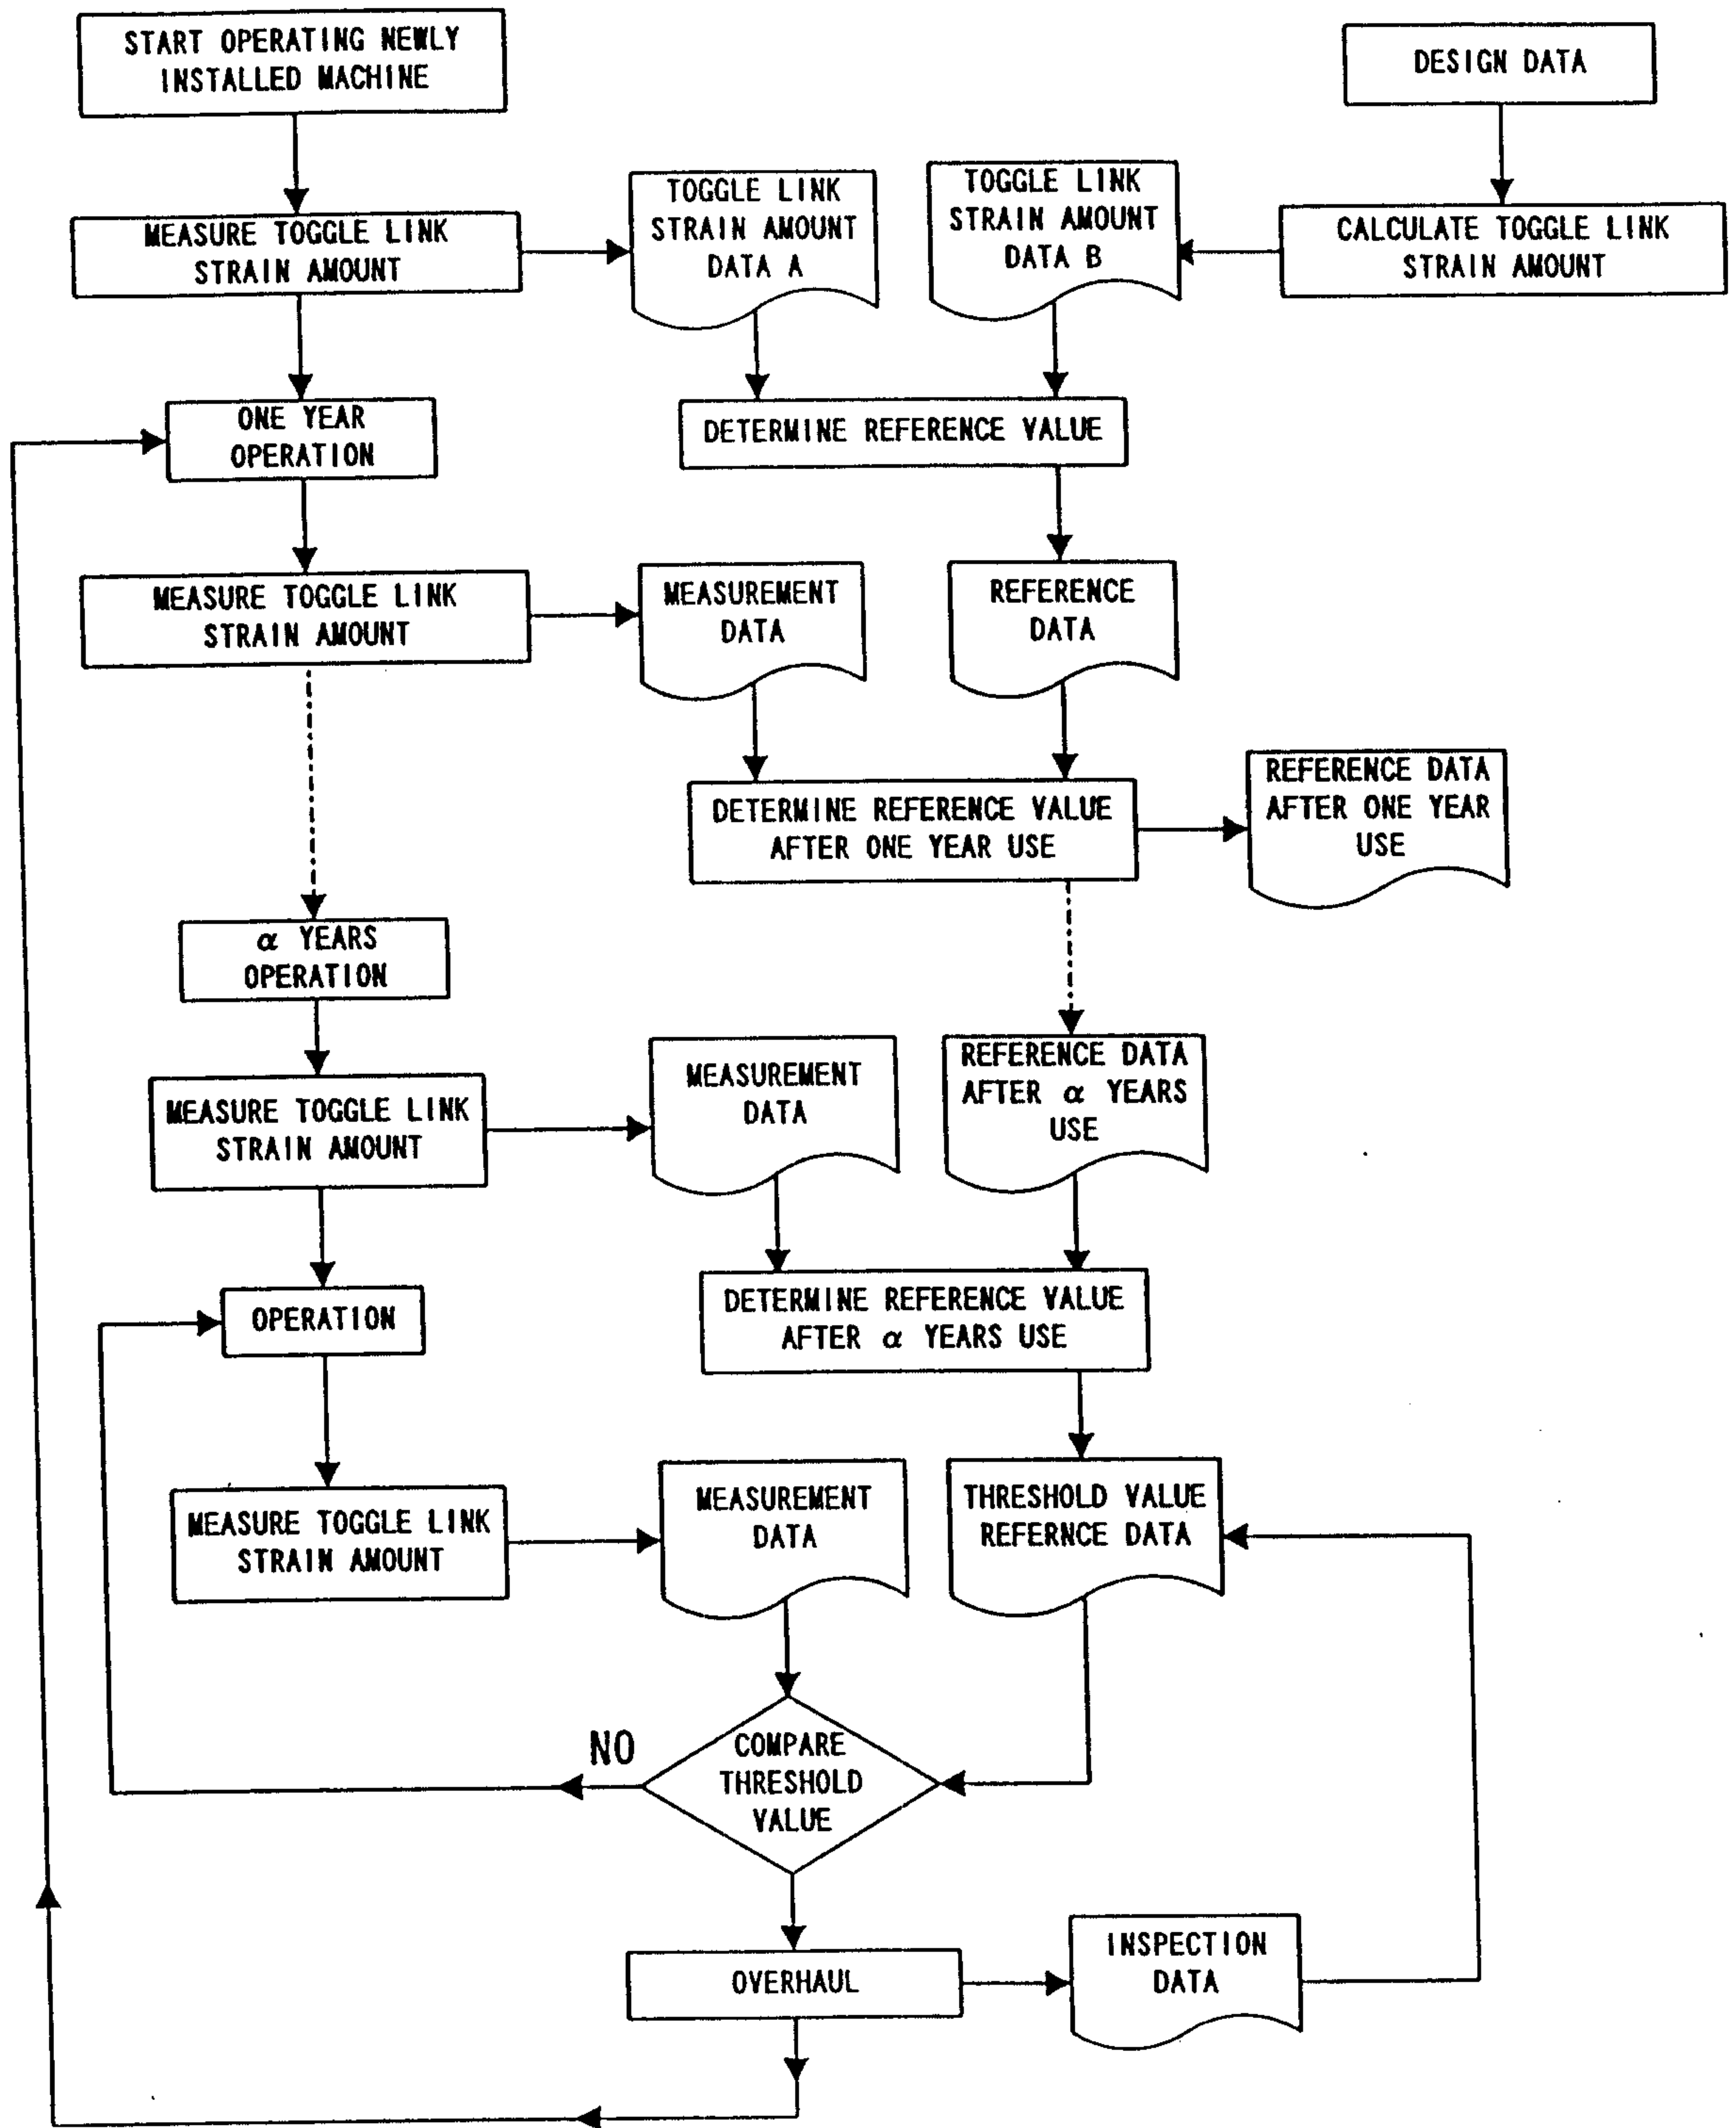 START OPERATING NEWLY
INSTALLED MACHINE
DESIGN DATA
MEASURE TOGGLE LINK
STRAIN AMOUNT
TOGGLE LINK
STRAIN AMOUNT
DATA A
TOGGLE LINK
STRAIN AMOUNT
DATA B
CALCULATE TOGGLE LINK
STRAIN AMOUNT
ONE YEAR
OPERATION
DETERMINE REFERENCE VALUE
MEASURE TOGGLE LINK
STRAIN AMOUNT
MEASUREMENT
DATA
REFERENCE
DATA
DETERMINE REFERENCE VALUE
AFTER ONE YEAR USE
REFERENCE DATA
AFTER ONE YEAR
USE
α YEARS
OPERATION
MEASURE TOGGLE LINK
STRAIN AMOUNT
MEASUREMENT
DATA
REFERENCE DATA
AFTER α YEARS
USE
OPERATION
DETERMINE REFERENCE VALUE
AFTER α YEARS USE
MEASURE TOGGLE LINK
STRAIN AMOUNT
MEASUREMENT
DATA
THRESHOLD VALUE
REFERNCE DATA
NO
COMPARE
THRESHOLD
VALUE
OVERHAUL
INSPECTION
DATA